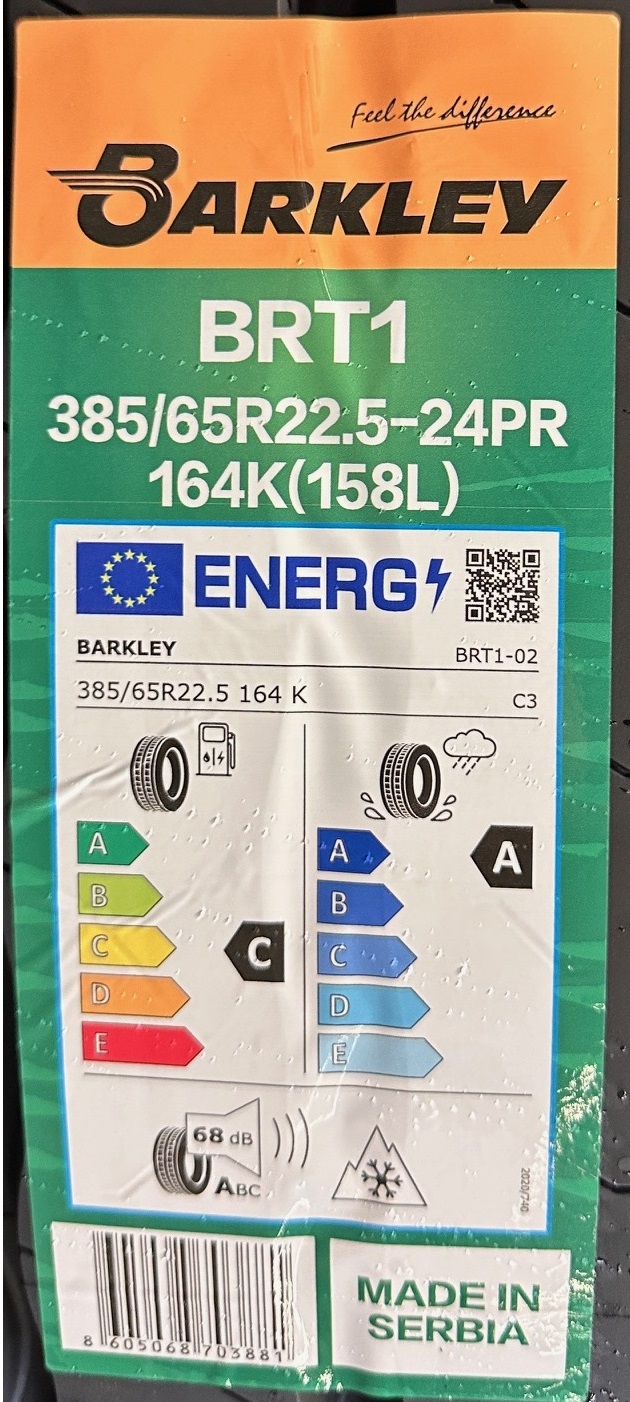 Feel the difference
BARKLEY
BRT1
385/65R22.5-24PR
164K(158L)
ENERG
BARKLEY
BRT1-02
385/65R22.5 164 K
C3
A
B
C
D
E
C
A
B
C
D
E
A
68 dB
ABC
2020/740
8 605068 703881
MADE IN
SERBIA